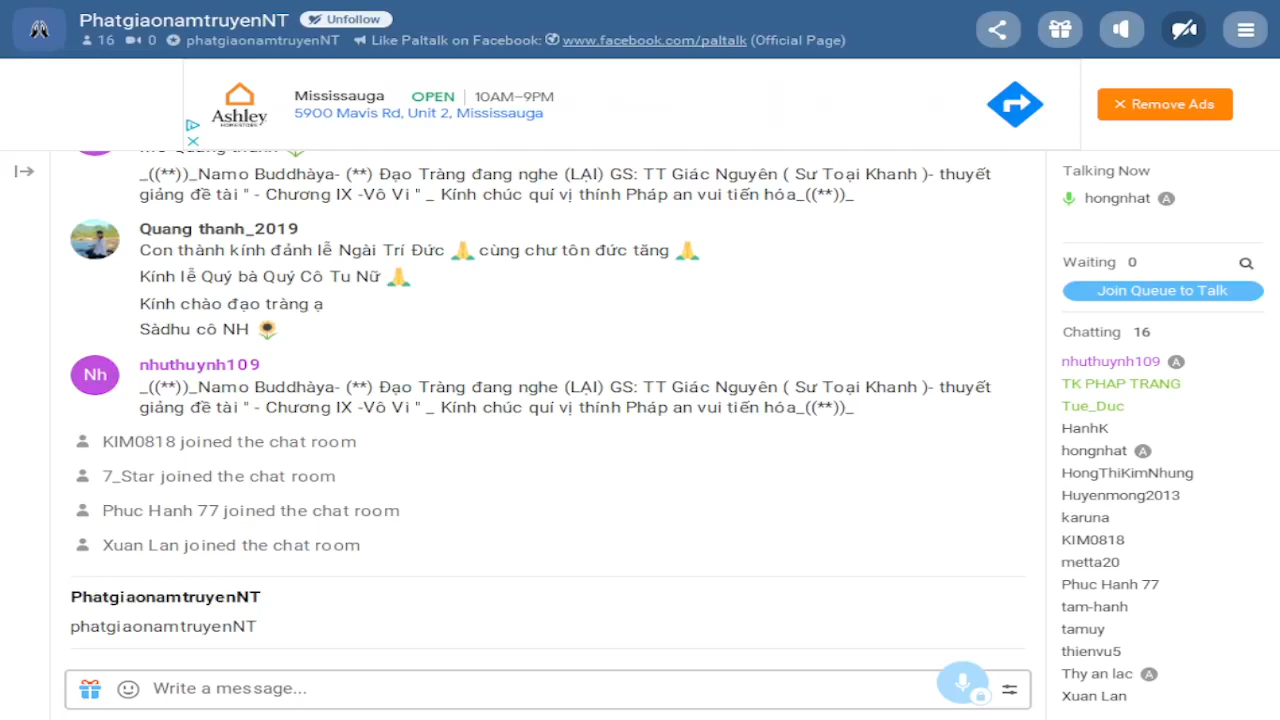 PhatgiaonamtruyenNT Unfollow
16 0 phatgiaonamtruyenNT Like Paltalk on Facebook: www.facebook.com/paltalk (Official Page)
Ashley
HOMESTORE
Mississauga OPEN 10AM–9PM
5900 Mavis Rd, Unit 2, Mississauga
Remove Ads
_((**))_Namo Buddhàya- (**) Đạo Tràng đang nghe (LẠI) GS: TT Giác Nguyên ( Sư Toại Khanh )- thuyết
giảng đề tài " - Chương IX -Vô Vi " _ Kính chúc quí vị thính Pháp an vui tiến hóa_((**))_
Quang thanh_2019
Con thành kính đảnh lễ Ngài Trí Đức 🙏 cùng chư tôn đức tăng 🙏
Kính lễ Quý bà Quý Cô Tu Nữ 🙏
Kính chào đạo tràng ạ
Sàdhu cô NH 🌻
Nh
nhuthuynh109
_((**))_Namo Buddhàya- (**) Đạo Tràng đang nghe (LẠI) GS: TT Giác Nguyên ( Sư Toại Khanh )- thuyết
giảng đề tài " - Chương IX -Vô Vi " _ Kính chúc quí vị thính Pháp an vui tiến hóa_((**))_
KIM0818 joined the chat room
7_Star joined the chat room
Phuc Hanh 77 joined the chat room
Xuan Lan joined the chat room
PhatgiaonamtruyenNT
phatgiaonamtruyenNT
Write a message...
Talking Now
hongnhat A
Waiting 0
Join Queue to Talk
Chatting 16
nhuthuynh109 A
TK PHAP TRANG
Tue_Duc
HanhK
hongnhat A
HongThiKimNhung
Huyenmong2013
karuna
KIM0818
metta20
Phuc Hanh 77
tam-hanh
tamuy
thienvu5
Thy an lac A
Xuan Lan